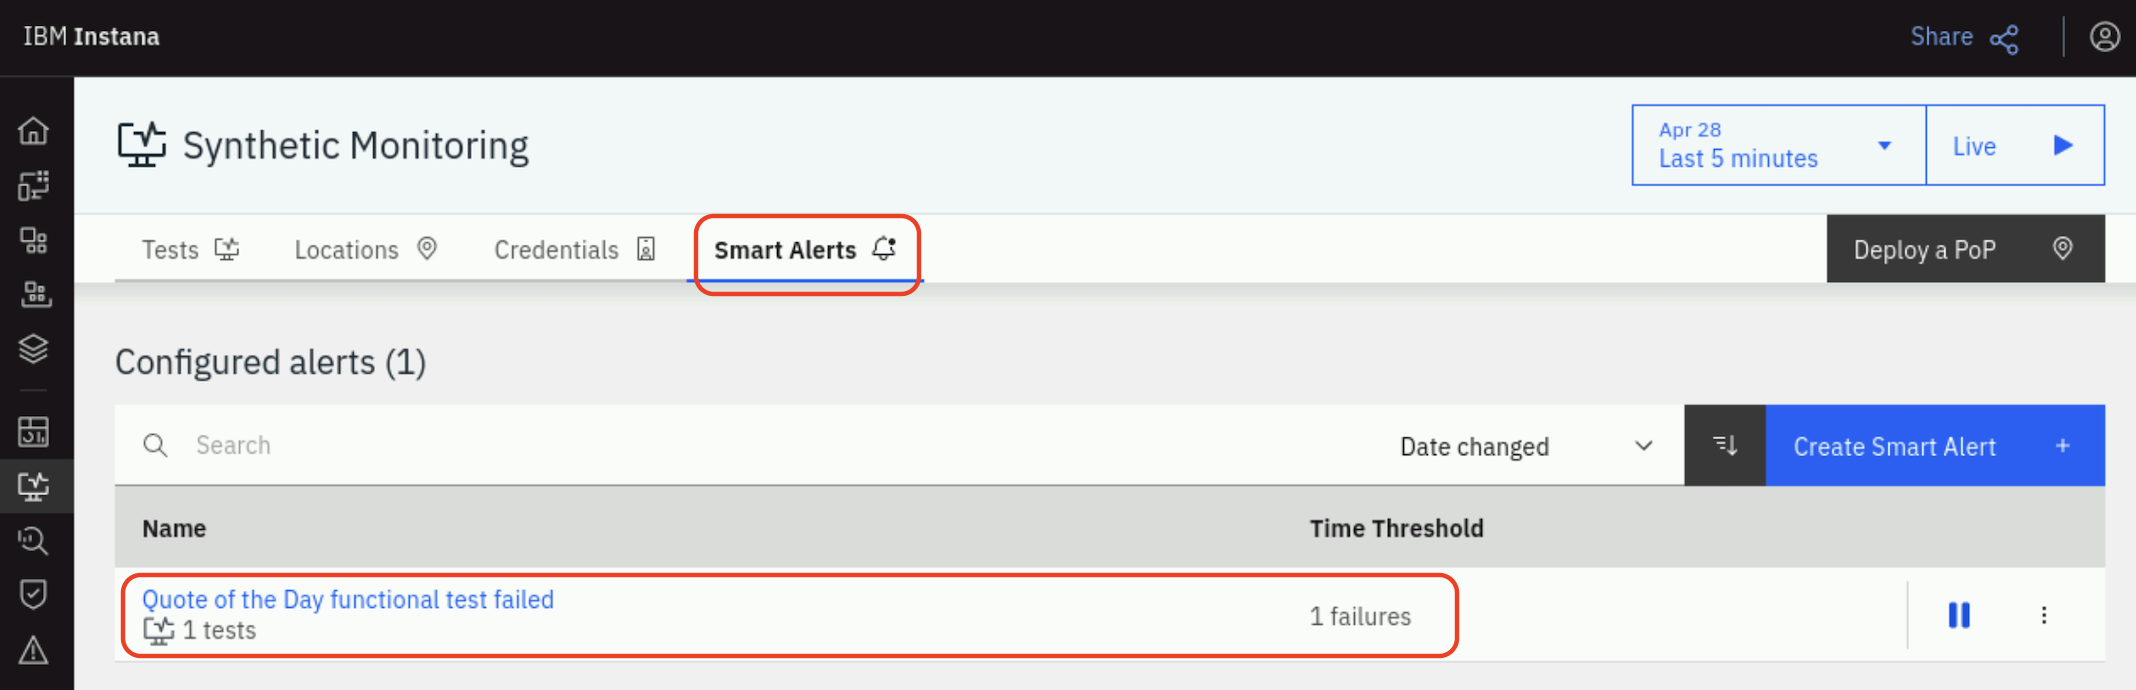 IBM Instana
Share
Synthetic Monitoring
Apr 28
Last 5 minutes
Live
Tests
Locations
Credentials
Smart Alerts
Deploy a PoP
Configured alerts (1)
Search
Date changed
Create Smart Alert +
Name
Time Threshold
Quote of the Day functional test failed
1 tests
1 failures